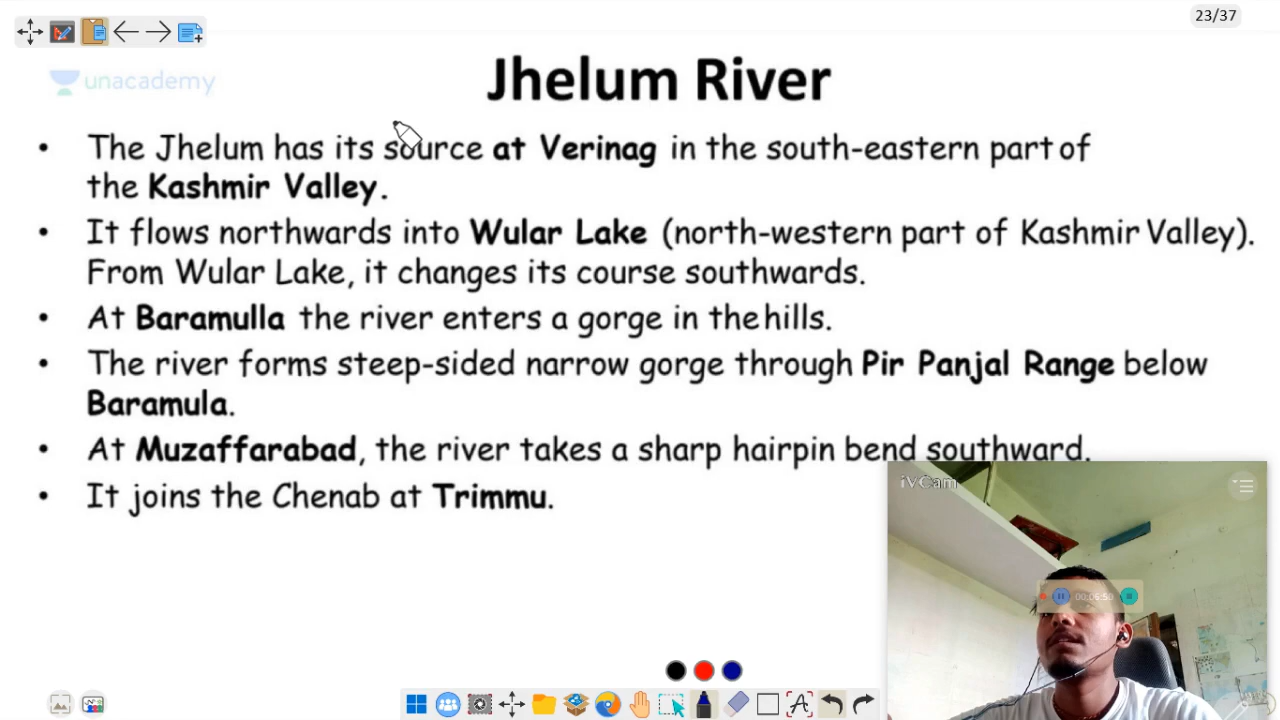 23/37
unacademy
Jhelum River
• The Jhelum has its source at Verinag in the south-eastern part of
the Kashmir Valley.
• It flows northwards into Wular Lake (north-western part of Kashmir Valley).
From Wular Lake, it changes its course southwards.
• At Baramulla the river enters a gorge in the hills.
• The river forms steep-sided narrow gorge through Pir Panjal Range below
Baramula.
• At Muzaffarabad, the river takes a sharp hairpin bend southward.
• It joins the Chenab at Trimmu.
iVCam
00:05:50